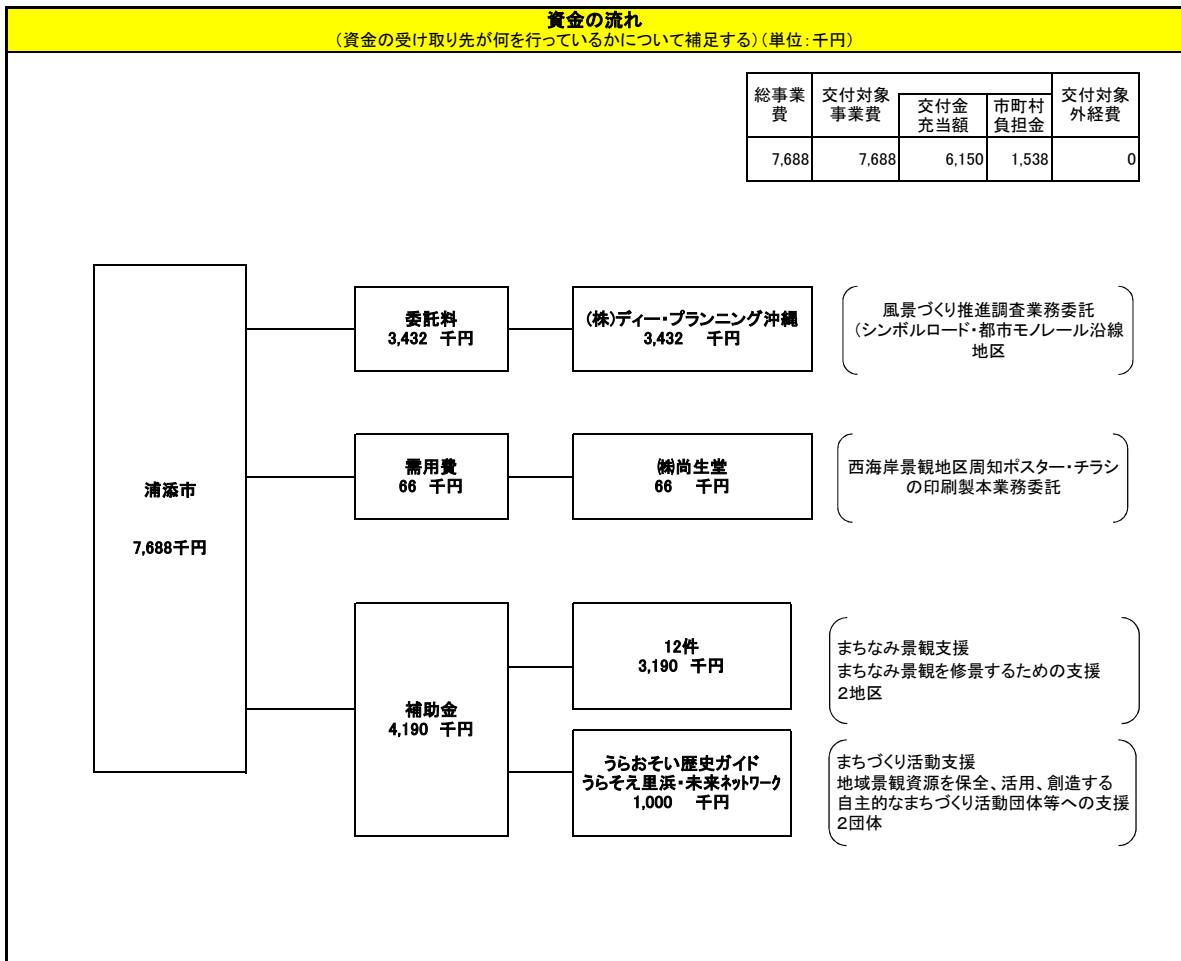 資金の流れ
(資金の受け取り先が何を行っているかについて補足する)(単位:千円)
総事業
費
交付対象
事業費
交付金
充当額
市町村
負担金
交付対象
外経費
7,688
7,688
6,150
1,538
0
浦添市
7,688千円
委託料
3,432 千円
(株)ディー・プランニング沖縄
3,432 千円
風景づくり推進調査業務委託
(シンボルロード・都市モノレール沿線
地区
需用費
66 千円
㈱尚生堂
66 千円
西海岸景観地区周知ポスター・チラシ
の印刷製本業務委託
補助金
4,190 千円
12件
3,190 千円
まちなみ景観支援
まちなみ景観を修景するための支援
2地区
うらおそい歴史ガイド
うらそえ里浜・未来ネットワーク
1,000 千円
まちづくり活動支援
地域景観資源を保全、活用、創造する
自主的なまちづくり活動団体等への支援
2団体